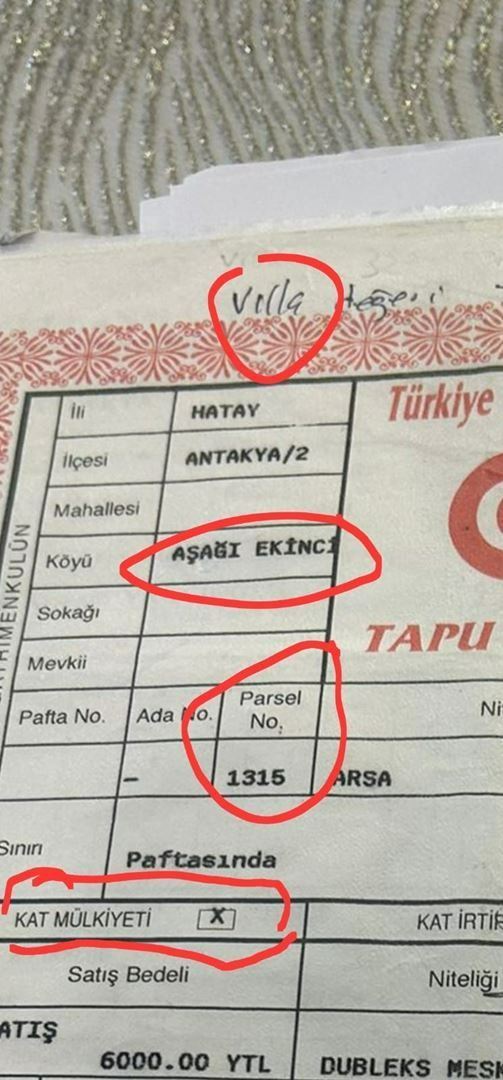 Villa değeri
İli HATAY Türkiye
İlçesi ANTAKYA/2
Mahallesi
Köyü AŞAĞI EKİNCİ
Sokağı
TAPU
Mevkii
Pafta No. Ada No. Parsel No.
- 1315 ARSA
Sınırı Paftasında
KAT MÜLKİYETİ X KAT İRTİF
Satış Bedeli Niteliği
ATIŞ
6000.00 YTL DUBLEKS MESK